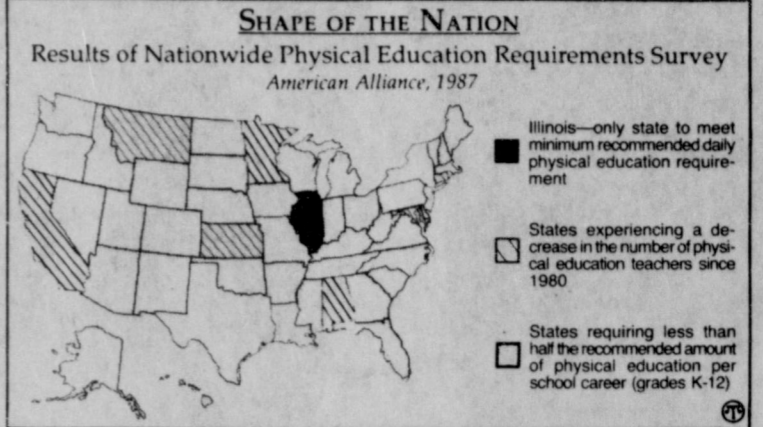 SHAPE OF THE NATION
Results of Nationwide Physical Education Requirements Survey
American Alliance, 1987
Illinois—only state to meet
minimum recommended daily
physical education require-
ment
States experiencing a de-
crease in the number of physi-
cal education teachers since
1980
States requiring less than
half the recommended amount
of physical education per
school career (grades K-12)